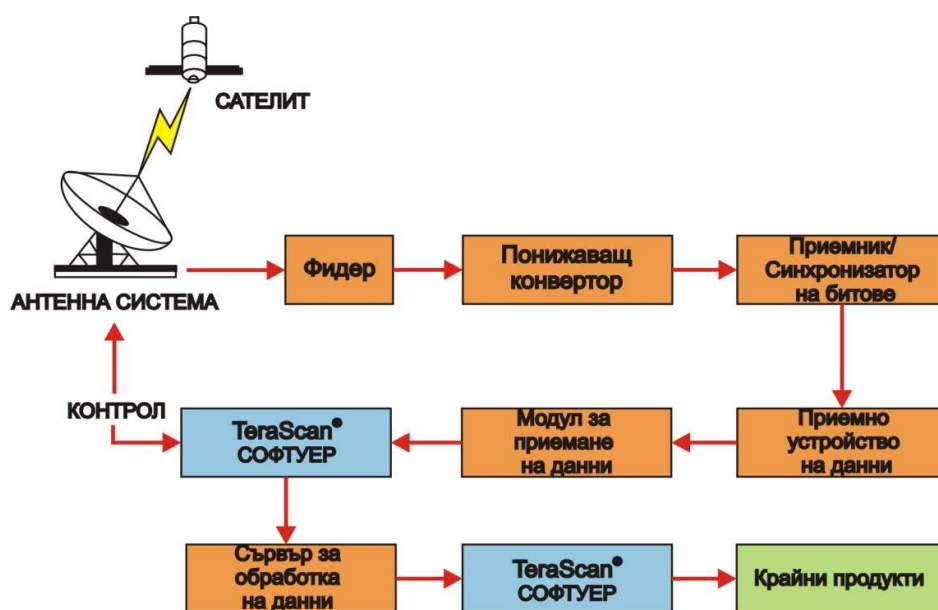 САТЕЛИТ
АНТЕННА СИСТЕМА
Фидер
Понижаващ
конвертор
Приемник/
Синхронизатор
на битове
КОНТРОЛ
TeraScan®
СОФТУЕР
Модул за
приемане
на данни
Приемно
устройство
на данни
Сървър за
обработка
на данни
TeraScan®
СОФТУЕР
Крайни продукти